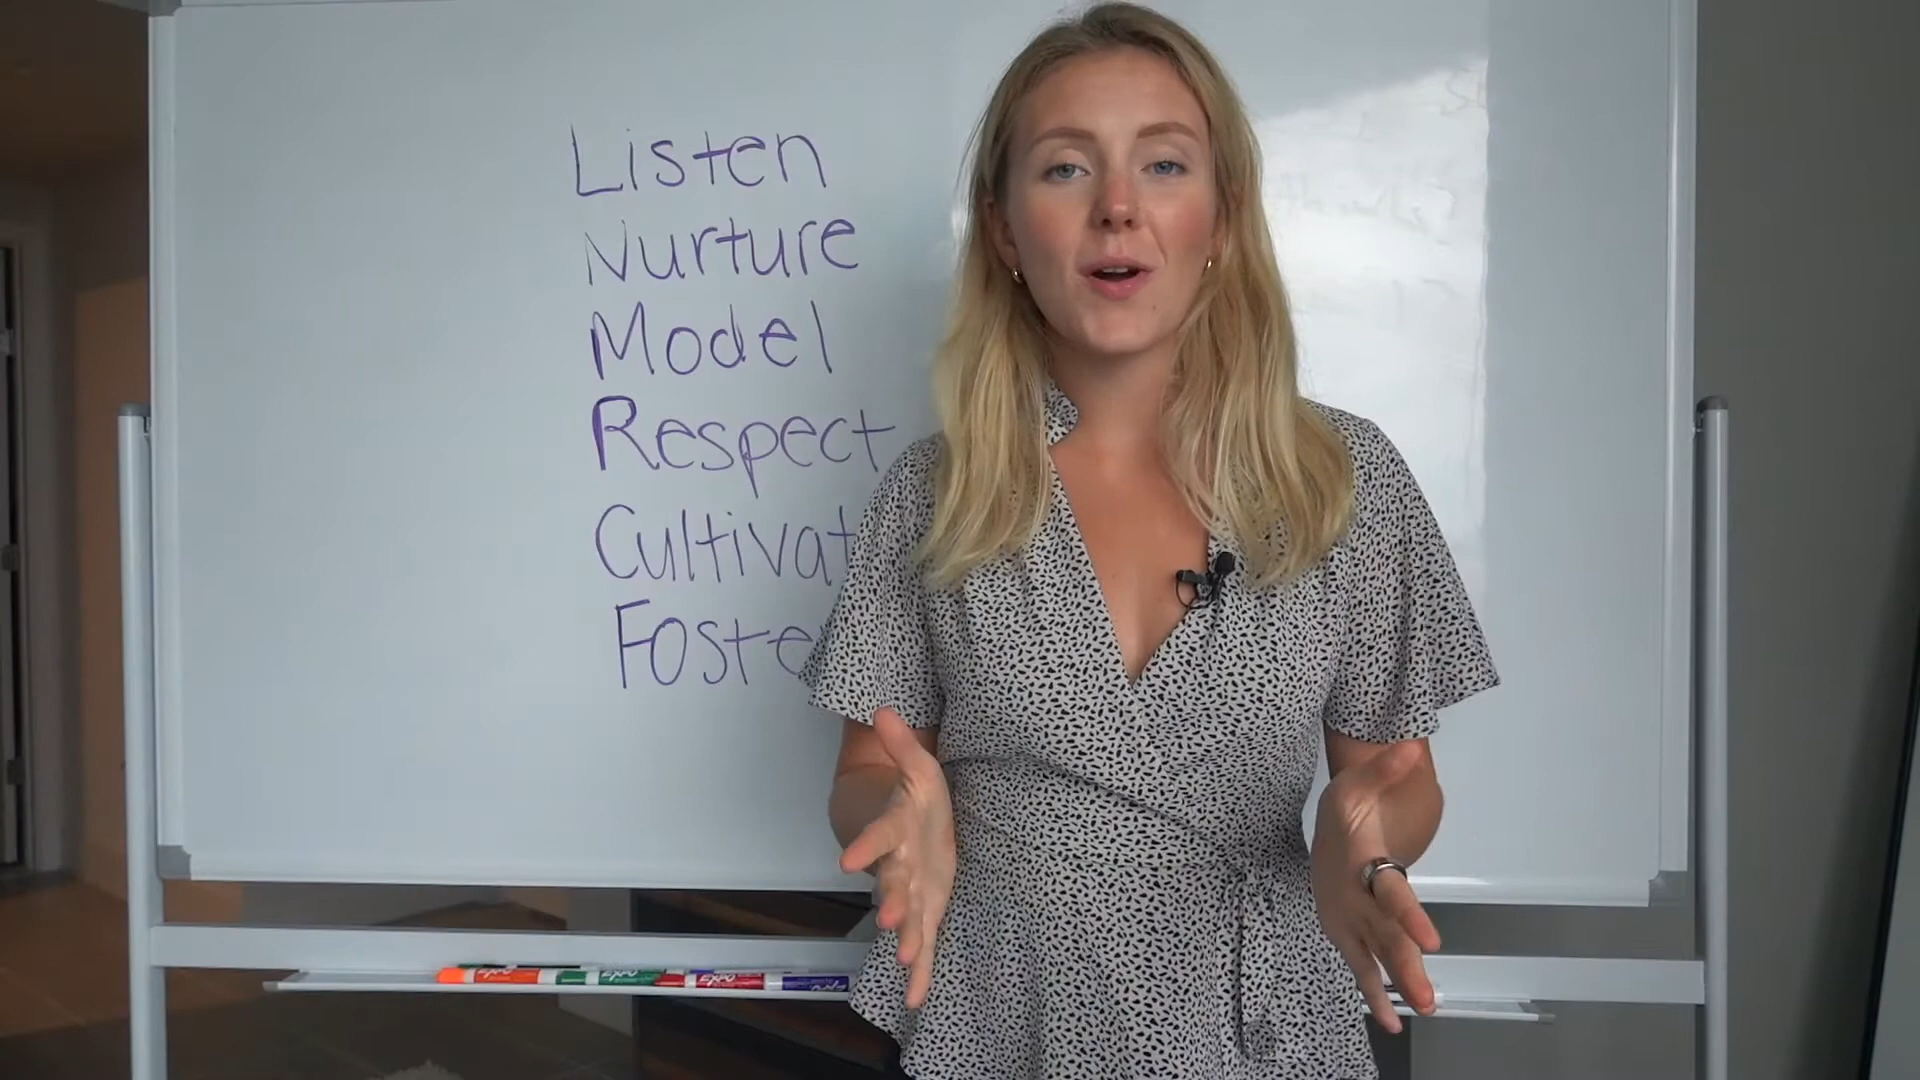 Listen
Nurture
Model
Respect
Cultivat
Foste